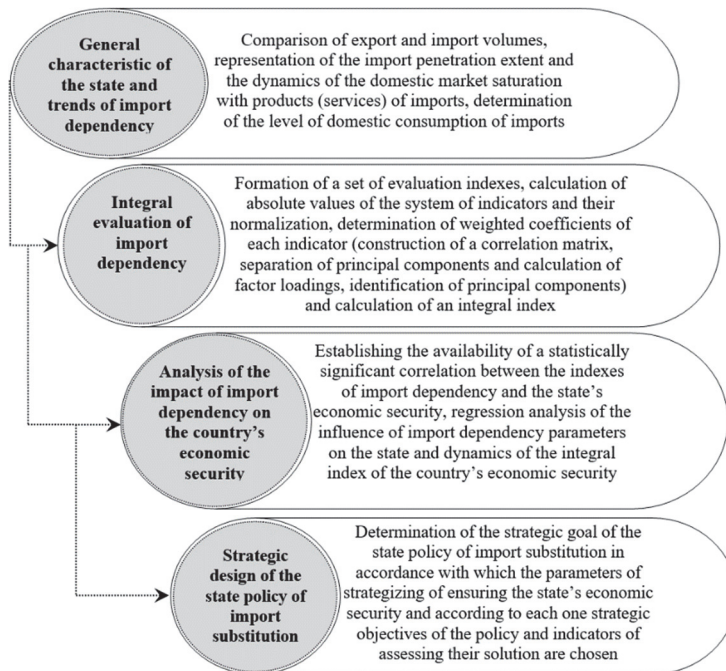 General
characteristic of
the state and
trends of import
dependency
Comparison of export and import volumes,
representation of the import penetration extent and
the dynamics of the domestic market saturation
with products (services) of imports, determination
of the level of domestic consumption of imports
Integral
evaluation of
import
dependency
Formation of a set of evaluation indexes, calculation of
absolute values of the system of indicators and their
normalization, determination of weighted coefficients of
each indicator (construction of a correlation matrix,
separation of principal components and calculation of
factor loadings, identification of principal components)
and calculation of an integral index
Analysis of the
impact of import
dependency on
the country's
economic
security
Establishing the availability of a statistically
significant correlation between the indexes
of import dependency and the state's
economic security, regression analysis of the
influence of import dependency parameters
on the state and dynamics of the integral
index of the country's economic security
Strategic
design of the
state policy of
import
substitution
Determination of the strategic goal of the
state policy of import substitution in
accordance with which the parameters of
strategizing of ensuring the state's economic
security and according to each one strategic
objectives of the policy and indicators of
assessing their solution are chosen